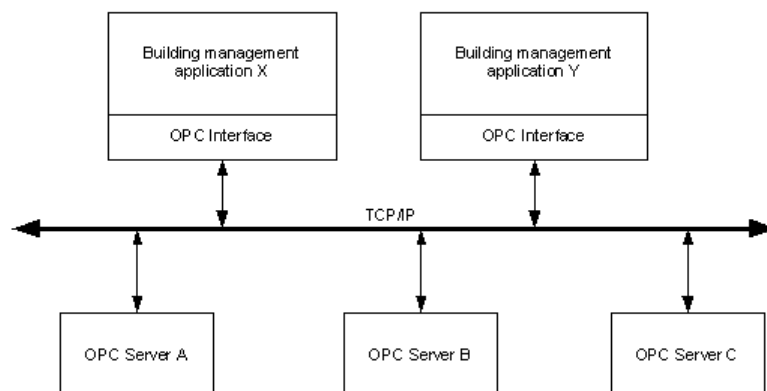 Building management
application X
Building management
application Y
OPC Interface
OPC Interface
TCP/IP
OPC Server A
OPC Server B
OPC Server C